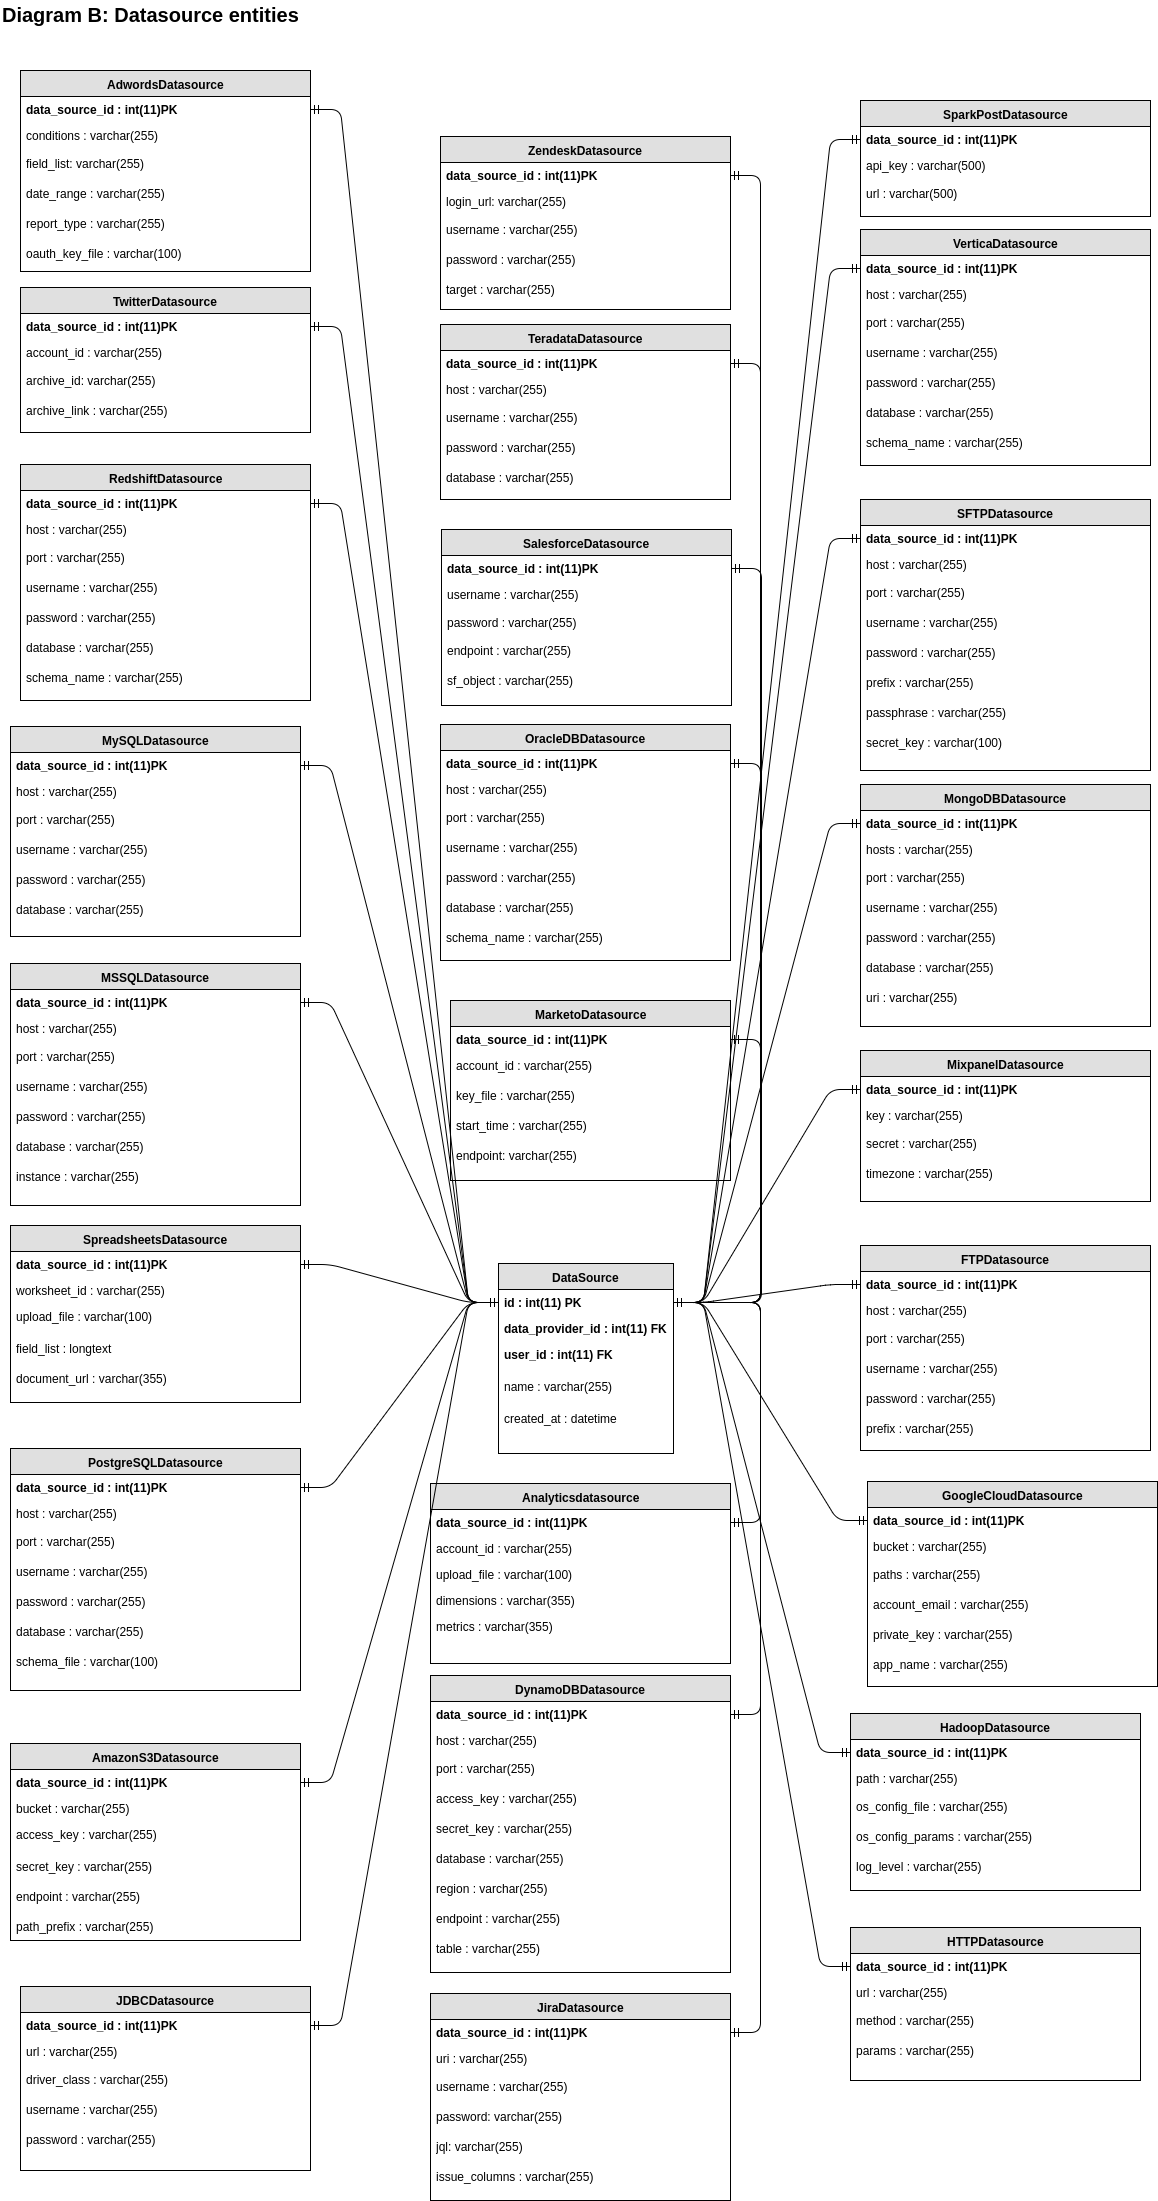 Diagram B: Datasource entities
AdwordsDatasource
data_source_id : int(11)PK
conditions : varchar(255)
field_list: varchar(255)
date_range : varchar(255)
report_type : varchar(255)
oauth_key_file : varchar(100)
TwitterDatasource
data_source_id : int(11)PK
account_id : varchar(255)
archive_id: varchar(255)
archive_link : varchar(255)
RedshiftDatasource
data_source_id : int(11)PK
host : varchar(255)
port : varchar(255)
username : varchar(255)
password : varchar(255)
database : varchar(255)
schema_name : varchar(255)
MySQLDatasource
data_source_id : int(11)PK
host : varchar(255)
port : varchar(255)
username : varchar(255)
password : varchar(255)
database : varchar(255)
MSSQLDatasource
data_source_id : int(11)PK
host : varchar(255)
port : varchar(255)
username : varchar(255)
password : varchar(255)
database : varchar(255)
instance : varchar(255)
SpreadsheetsDatasource
data_source_id : int(11)PK
worksheet_id : varchar(255)
upload_file : varchar(100)
field_list : longtext
document_url : varchar(355)
PostgreSQLDatasource
data_source_id : int(11)PK
host : varchar(255)
port : varchar(255)
username : varchar(255)
password : varchar(255)
database : varchar(255)
schema_file : varchar(100)
AmazonS3Datasource
data_source_id : int(11)PK
bucket : varchar(255)
access_key : varchar(255)
secret_key : varchar(255)
endpoint : varchar(255)
path_prefix : varchar(255)
JDBCDatasource
data_source_id : int(11)PK
url : varchar(255)
driver_class : varchar(255)
username : varchar(255)
password : varchar(255)
ZendeskDatasource
data_source_id : int(11)PK
login_url: varchar(255)
username : varchar(255)
password : varchar(255)
target : varchar(255)
TeradataDatasource
data_source_id : int(11)PK
host : varchar(255)
username : varchar(255)
password : varchar(255)
database : varchar(255)
SalesforceDatasource
data_source_id : int(11)PK
username : varchar(255)
password : varchar(255)
endpoint : varchar(255)
sf_object : varchar(255)
OracleDBDatasource
data_source_id : int(11)PK
host : varchar(255)
port : varchar(255)
username : varchar(255)
password : varchar(255)
database : varchar(255)
schema_name : varchar(255)
MarketoDatasource
data_source_id : int(11)PK
account_id : varchar(255)
key_file : varchar(255)
start_time : varchar(255)
endpoint: varchar(255)
DataSource
id : int(11) PK
data_provider_id : int(11) FK
user_id : int(11) FK
name : varchar(255)
created_at : datetime
Analyticsdatasource
data_source_id : int(11)PK
account_id : varchar(255)
upload_file : varchar(100)
dimensions : varchar(355)
metrics : varchar(355)
DynamoDBDatasource
data_source_id : int(11)PK
host : varchar(255)
port : varchar(255)
access_key : varchar(255)
secret_key : varchar(255)
database : varchar(255)
region : varchar(255)
endpoint : varchar(255)
table : varchar(255)
JiraDatasource
data_source_id : int(11)PK
uri : varchar(255)
username : varchar(255)
password: varchar(255)
jql: varchar(255)
issue_columns : varchar(255)
SparkPostDatasource
data_source_id : int(11)PK
api_key : varchar(500)
url : varchar(500)
VerticaDatasource
data_source_id : int(11)PK
host : varchar(255)
port : varchar(255)
username : varchar(255)
password : varchar(255)
database : varchar(255)
schema_name : varchar(255)
SFTPDatasource
data_source_id : int(11)PK
host : varchar(255)
port : varchar(255)
username : varchar(255)
password : varchar(255)
prefix : varchar(255)
passphrase : varchar(255)
secret_key : varchar(100)
MongoDBDatasource
data_source_id : int(11)PK
hosts : varchar(255)
port : varchar(255)
username : varchar(255)
password : varchar(255)
database : varchar(255)
uri : varchar(255)
MixpanelDatasource
data_source_id : int(11)PK
key : varchar(255)
secret : varchar(255)
timezone : varchar(255)
FTPDatasource
data_source_id : int(11)PK
host : varchar(255)
port : varchar(255)
username : varchar(255)
password : varchar(255)
prefix : varchar(255)
GoogleCloudDatasource
data_source_id : int(11)PK
bucket : varchar(255)
paths : varchar(255)
account_email : varchar(255)
private_key : varchar(255)
app_name : varchar(255)
HadoopDatasource
data_source_id : int(11)PK
path : varchar(255)
os_config_file : varchar(255)
os_config_params : varchar(255)
log_level : varchar(255)
HTTPDatasource
data_source_id : int(11)PK
url : varchar(255)
method : varchar(255)
params : varchar(255)